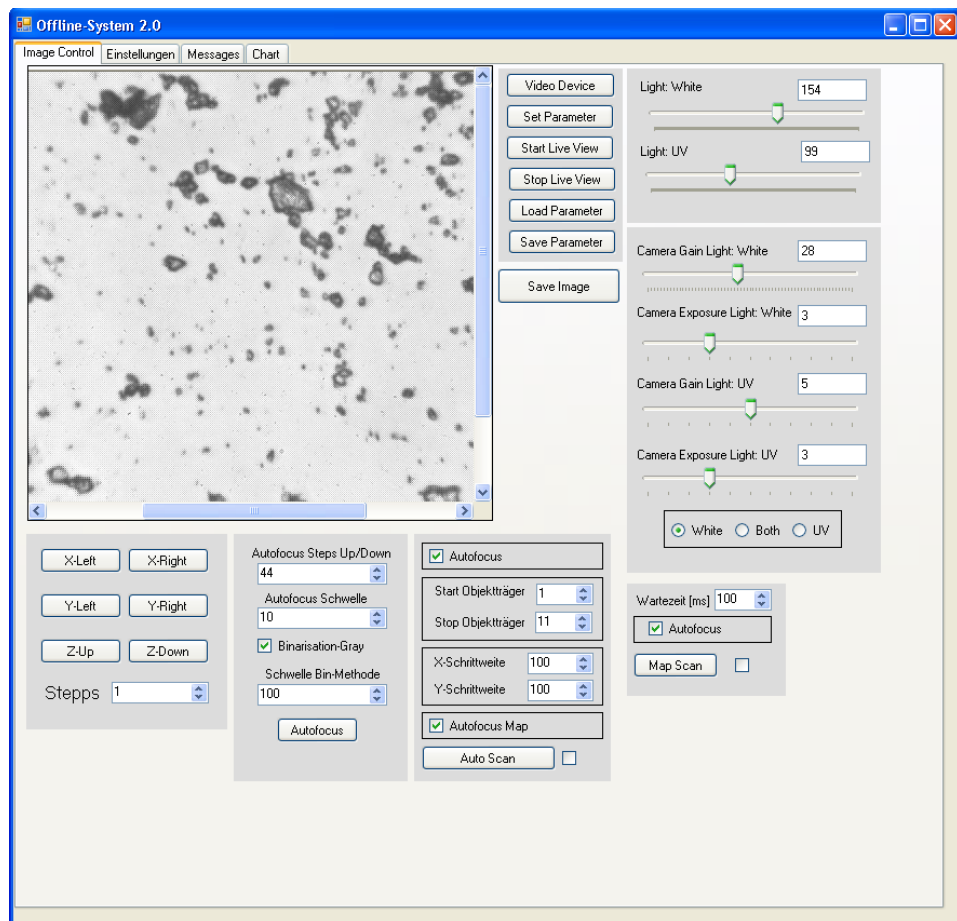 Offline-System 2.0
Image Control Einstellungen Messages Chart
Video Device
Set Parameter
Start Live View
Stop Live View
Load Parameter
Save Parameter
Save Image
Light: White 154
Light: UV 99
Camera Gain Light: White 28
Camera Exposure Light: White 3
Camera Gain Light: UV 5
Camera Exposure Light: UV 3
White Both UV
X-Left X-Right
Y-Left Y-Right
Z-Up Z-Down
Stepps 1
Autofocus Steps Up/Down
44
Autofocus Schwelle
10
Binarisation-Gray
Schwelle Bin-Methode
100
Autofocus
Autofocus
Start Objektträger 1
Stop Objektträger 11
X-Schrittweite 100
Y-Schrittweite 100
Autofocus Map
Auto Scan
Wartezeit [ms] 100
Autofocus
Map Scan